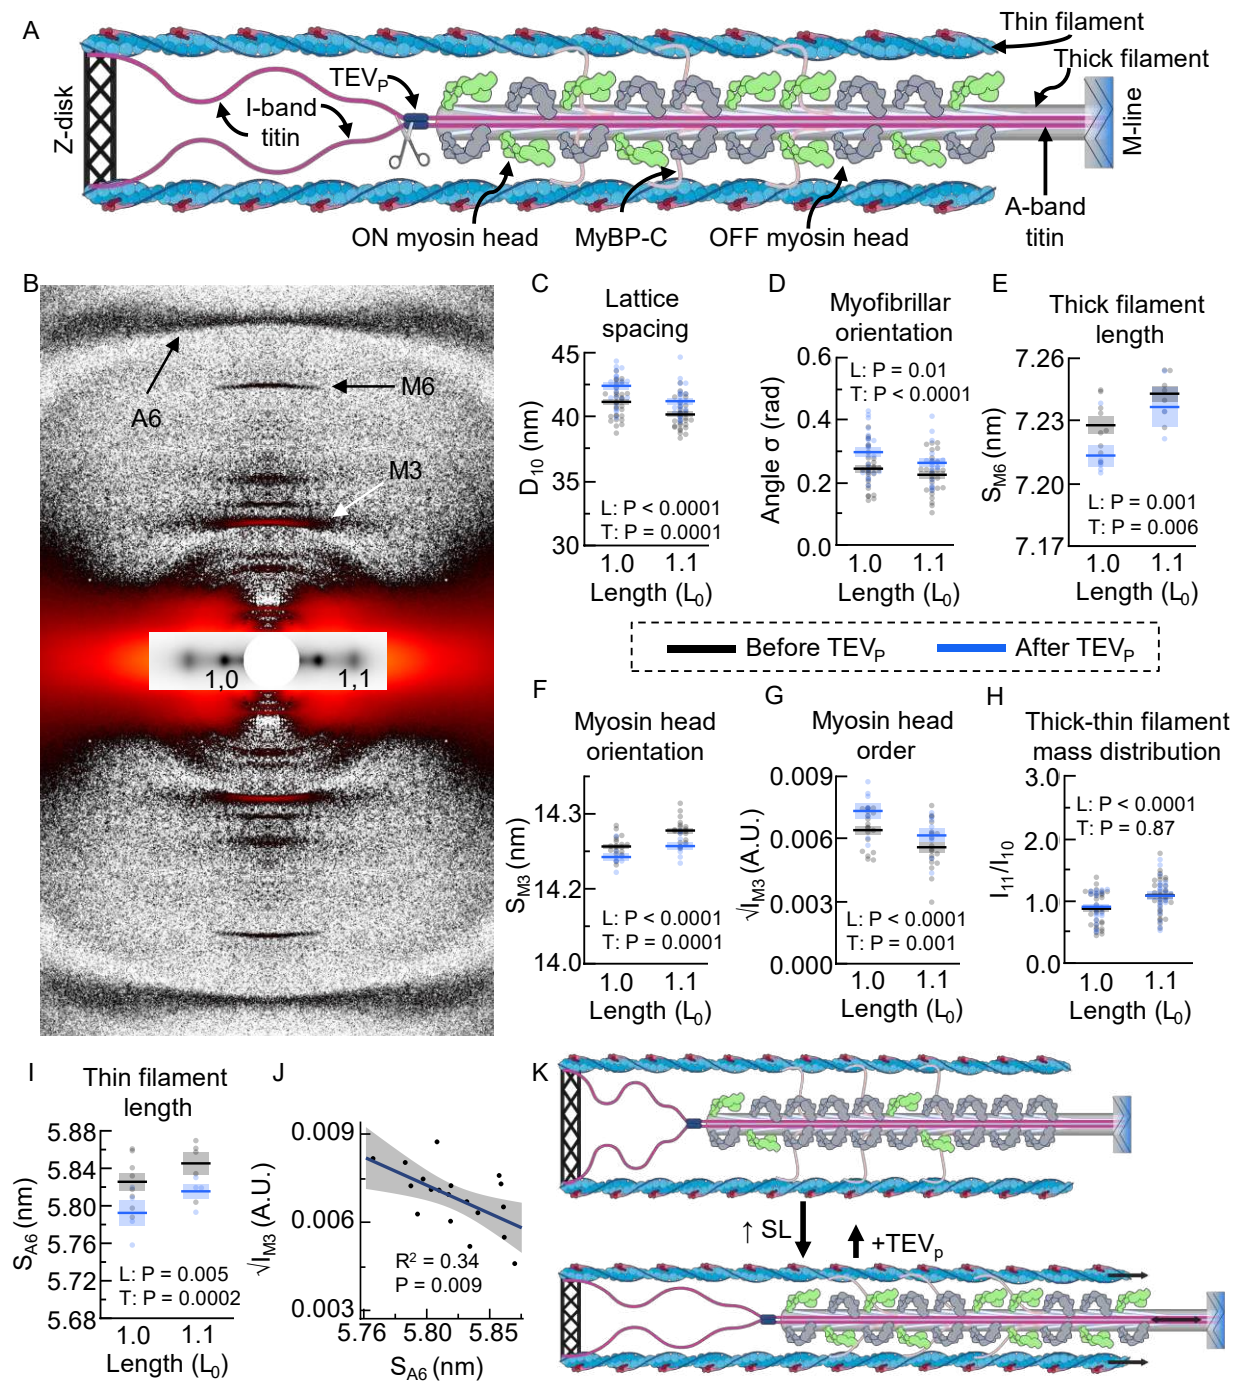 A
Thin filament
Thick filament
TEVP
I-band
titin
Z-disk
M-line
ON myosin head
MyBP-C
OFF myosin head
A-band
titin
B
A6
M6
M3
1,0
1,1
C
Lattice
spacing
D10 (nm)
45
40
35
30
L: P < 0.0001
T: P = 0.0001
1.0
1.1
Length (L0)
D
Myofibrillar
orientation
Angle σ (rad)
0.6
0.4
0.2
0.0
L: P = 0.01
T: P < 0.0001
1.0
1.1
Length (L0)
E
Thick filament
length
SM6 (nm)
7.26
7.23
7.20
7.17
L: P = 0.001
T: P = 0.006
1.0
1.1
Length (L0)
Before TEVP
After TEVP
F
Myosin head
orientation
SM3 (nm)
14.3
14.2
14.0
L: P < 0.0001
T: P = 0.0001
1.0
1.1
Length (L0)
G
Myosin head
order
√IM3 (A.U.)
0.009
0.006
0.003
0.000
L: P < 0.0001
T: P = 0.001
1.0
1.1
Length (L0)
H
Thick-thin filament
mass distribution
I11/I10
3.0
2.0
1.0
0.0
L: P < 0.0001
T: P = 0.87
1.0
1.1
Length (L0)
I
Thin filament
length
SA6 (nm)
5.88
5.84
5.80
5.76
5.72
5.68
L: P = 0.005
T: P = 0.0002
1.0
1.1
Length (L0)
J
√IM3 (A.U.)
0.009
0.006
0.003
R2 = 0.34
P = 0.009
5.76
5.80
5.85
SA6 (nm)
K
↑ SL
+TEVp